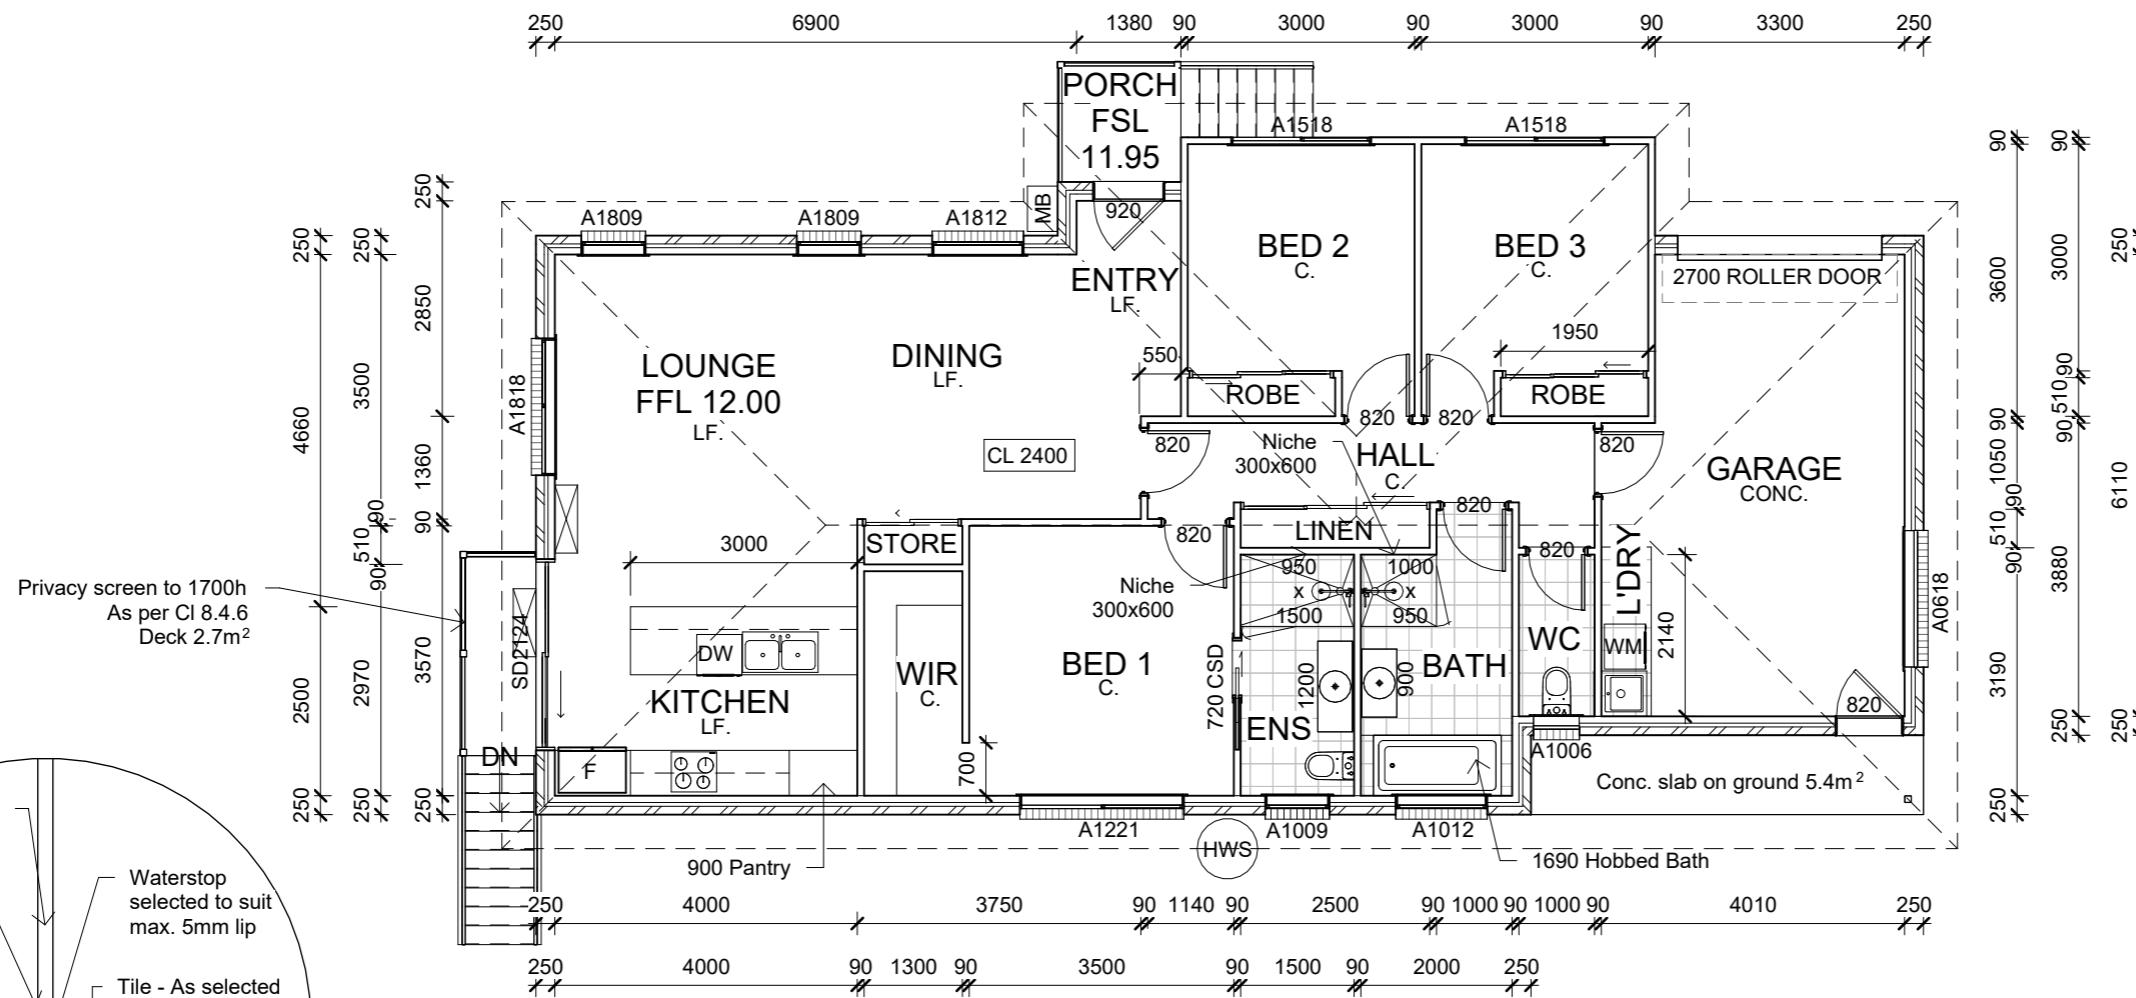 250 6900 1380 90 3000 90 3000 90 3300 250
PORCH
FSL
11.95
A1518 A1518
MB
920
A1809 A1809 A1812
ENTRY
LF.
BED 2
C.
BED 3
C.
2700 ROLLER DOOR
1950
550
LOUNGE
FFL 12.00
LF.
DINING
LF.
A1818
ROBE
ROBE
820 820
CL 2400
820
Niche
300x600
HALL
C.
820
GARAGE
CONC.
STORE
3000
820
LINEN
820
820
L'DRY
Niche
300x600
950 1000
x x
1500 950
Privacy screen to 1700h
As per Cl 8.4.6
Deck 2.7m²
SD2124
DW
KITCHEN
LF.
WIR
C.
BED 1
C.
720 CSD
1200
900
BATH
WC
WM
2140
A0618
ENS
820
DN
F
700
A1006
Conc. slab on ground 5.4m²
A1221 A1009 A1012
HWS
900 Pantry
1690 Hobbed Bath
250 4660 2500 250
250 3500 90 510 90 2970 250
250 2850 1360 90 3570 250
90 3600 90 1050 90 3190 250
90 3000 90 510 90 510 90 3880 250
250 6110 250
250 4000 3750 90 1140 90 2500 90 1000 90 1000 90 4010 250
250 4000 90 1300 90 3500 90 1500 90 2000 250
Waterstop
selected to suit
max. 5mm lip
Tile - As selected